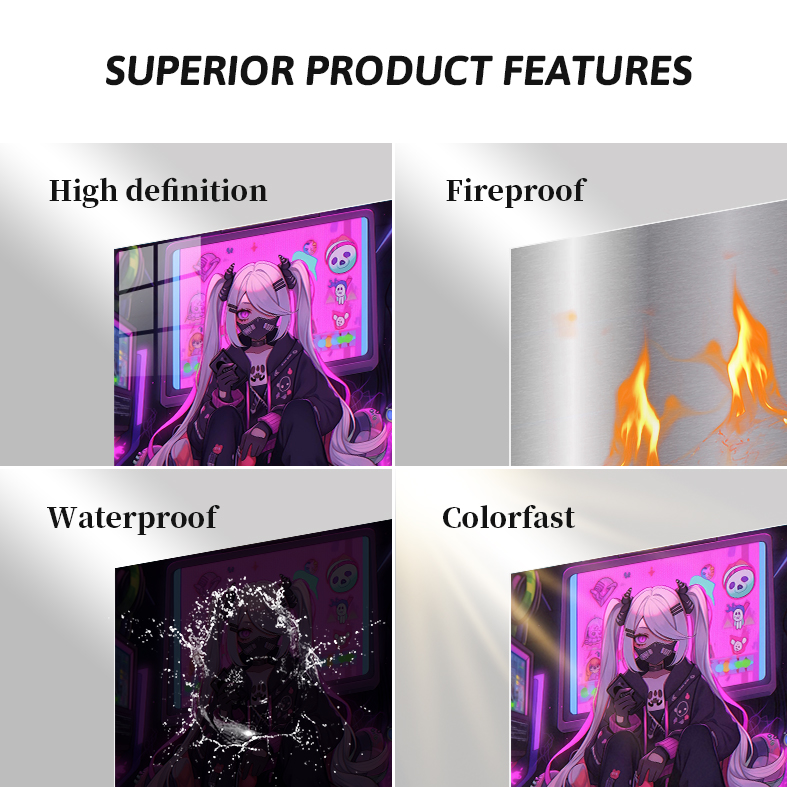 SUPERIOR PRODUCT FEATURES
High definition
Fireproof
Waterproof
Colorfast